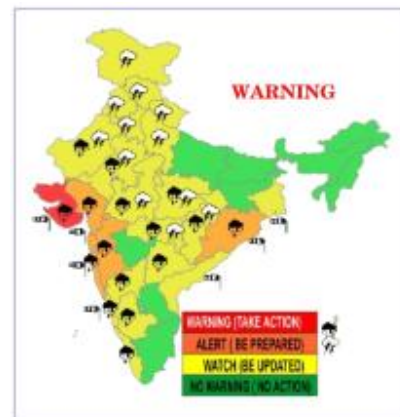 WARNING
WARNING (TAKE ACTION)
ALERT ( BE PREPARED)
WATCH (BE UPDATED)
NO WARNING ( NO ACTION)